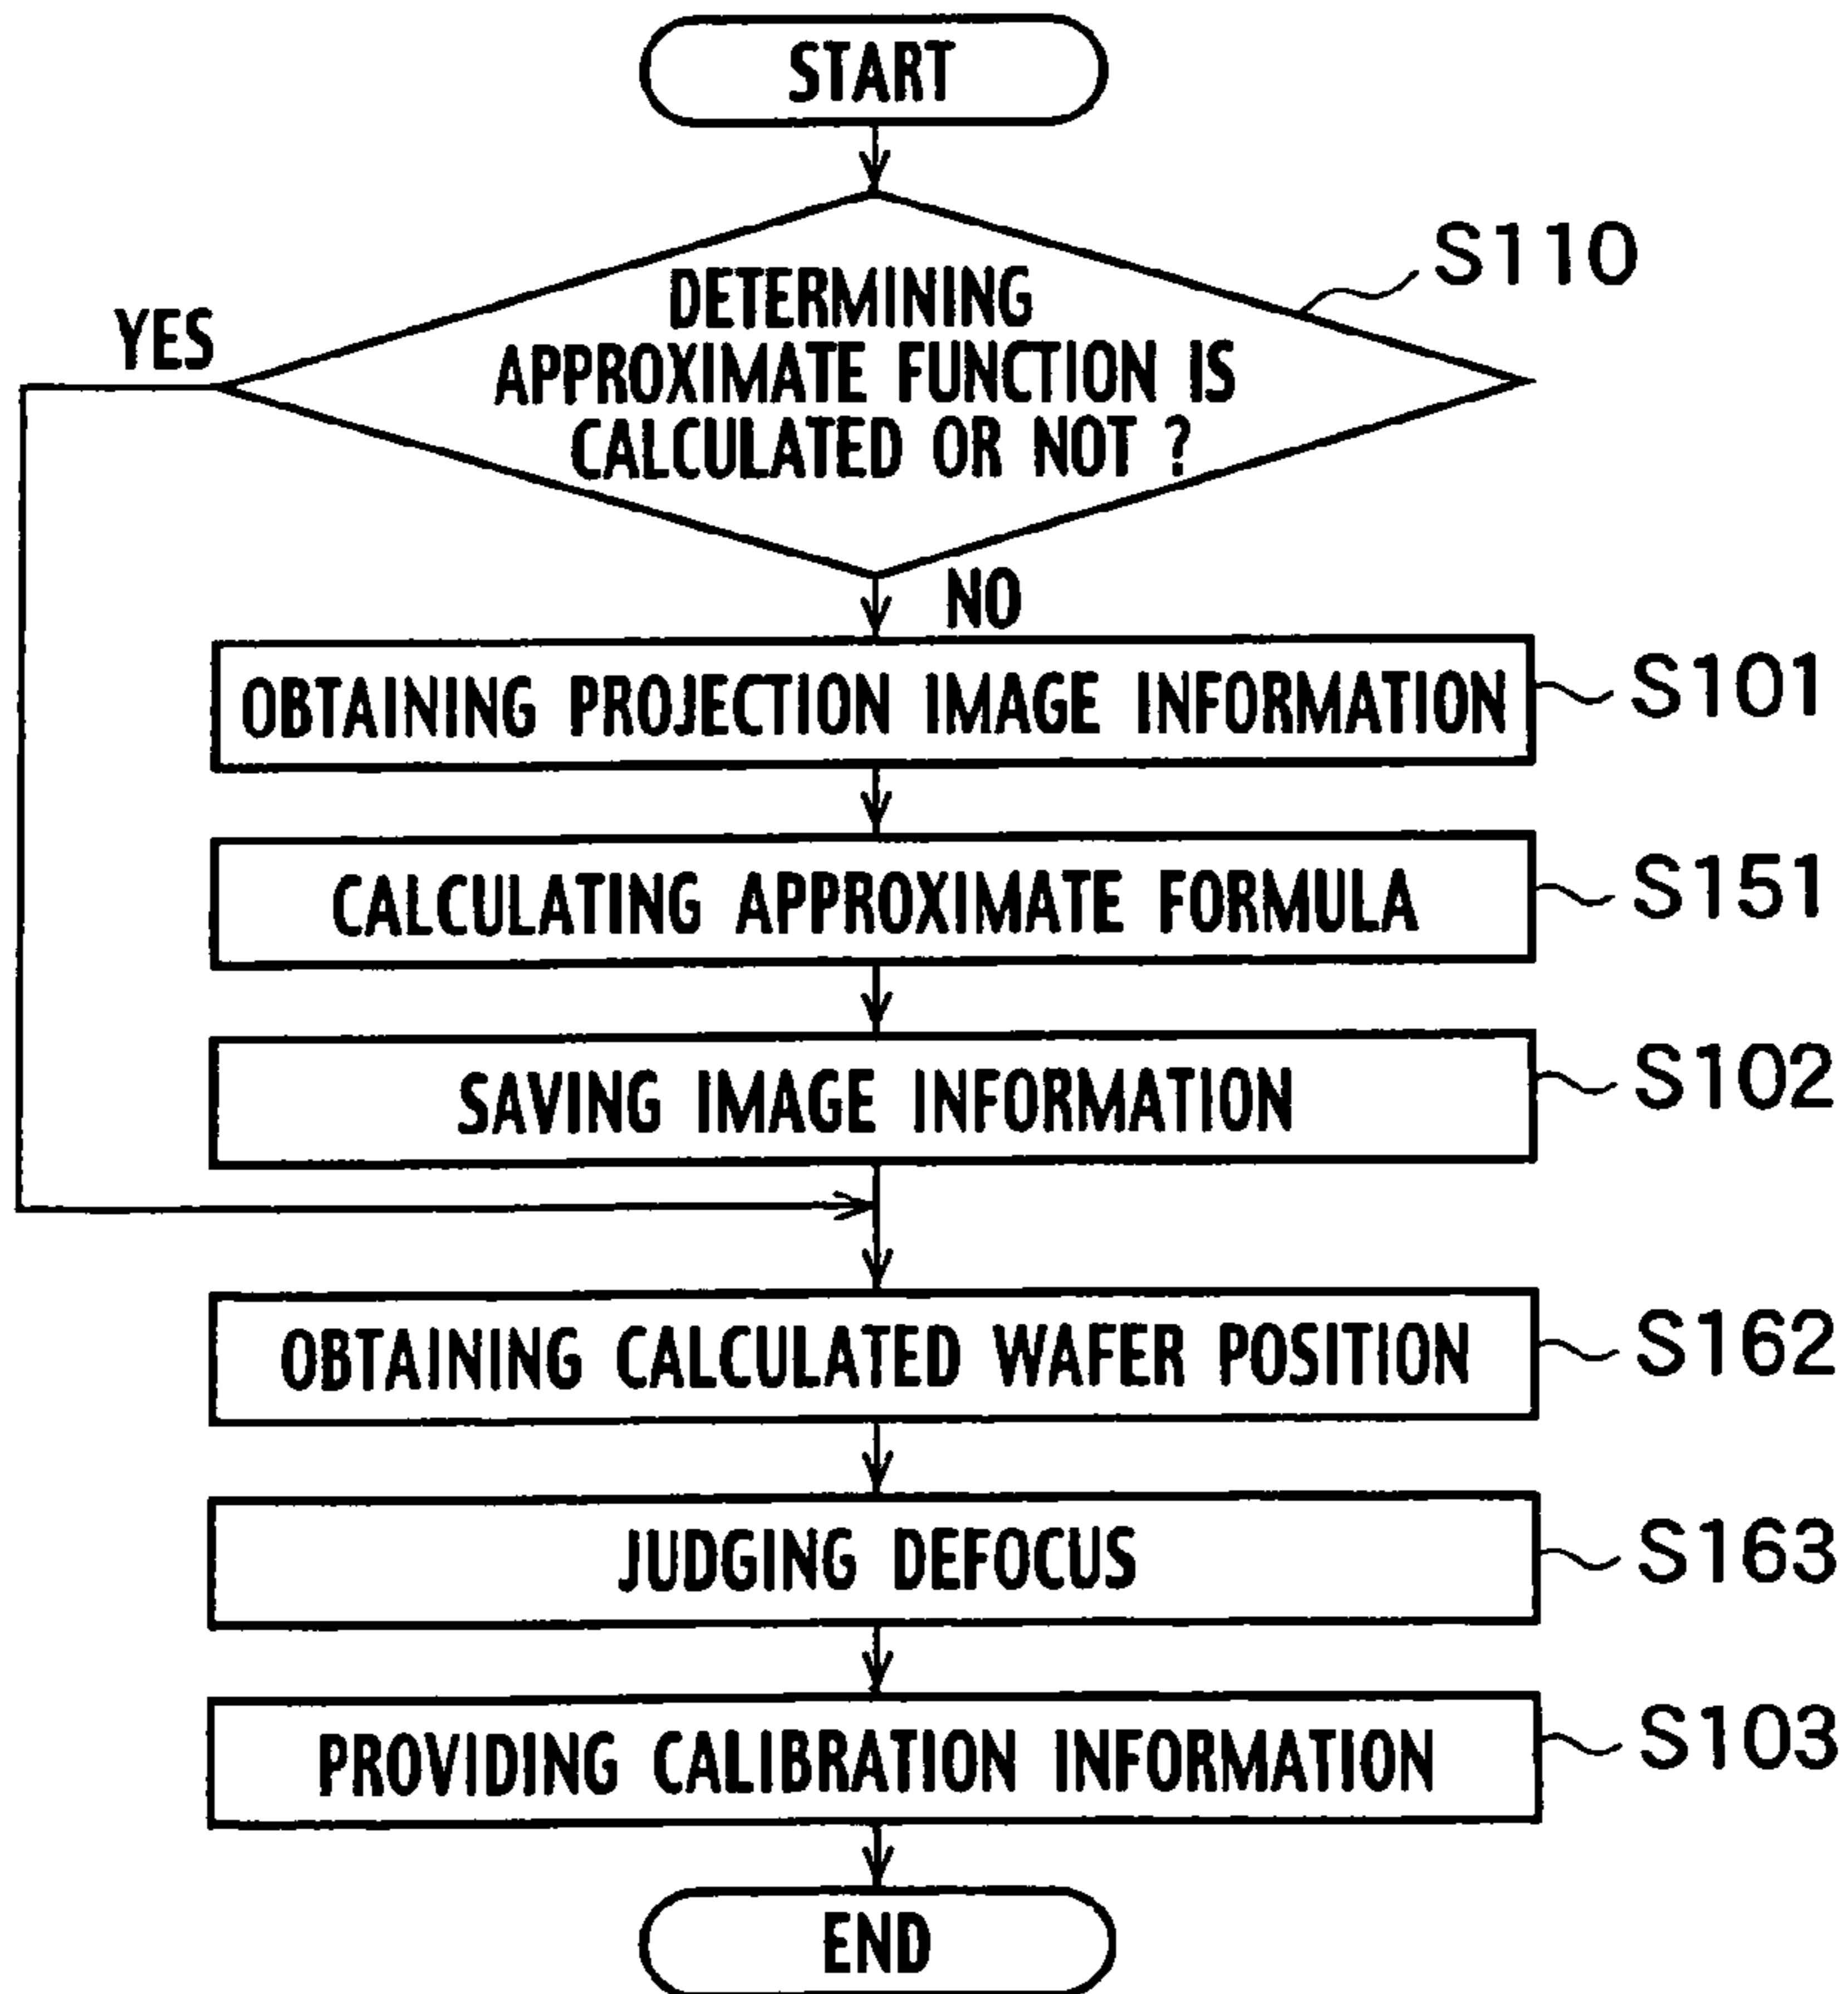 START
S110
YES
DETERMINING
APPROXIMATE FUNCTION IS
CALCULATED OR NOT ?
NO
OBTAINING PROJECTION IMAGE INFORMATION
S101
CALCULATING APPROXIMATE FORMULA
S151
SAVING IMAGE INFORMATION
S102
OBTAINING CALCULATED WAFER POSITION
S162
JUDGING DEFOCUS
S163
PROVIDING CALIBRATION INFORMATION
S103
END